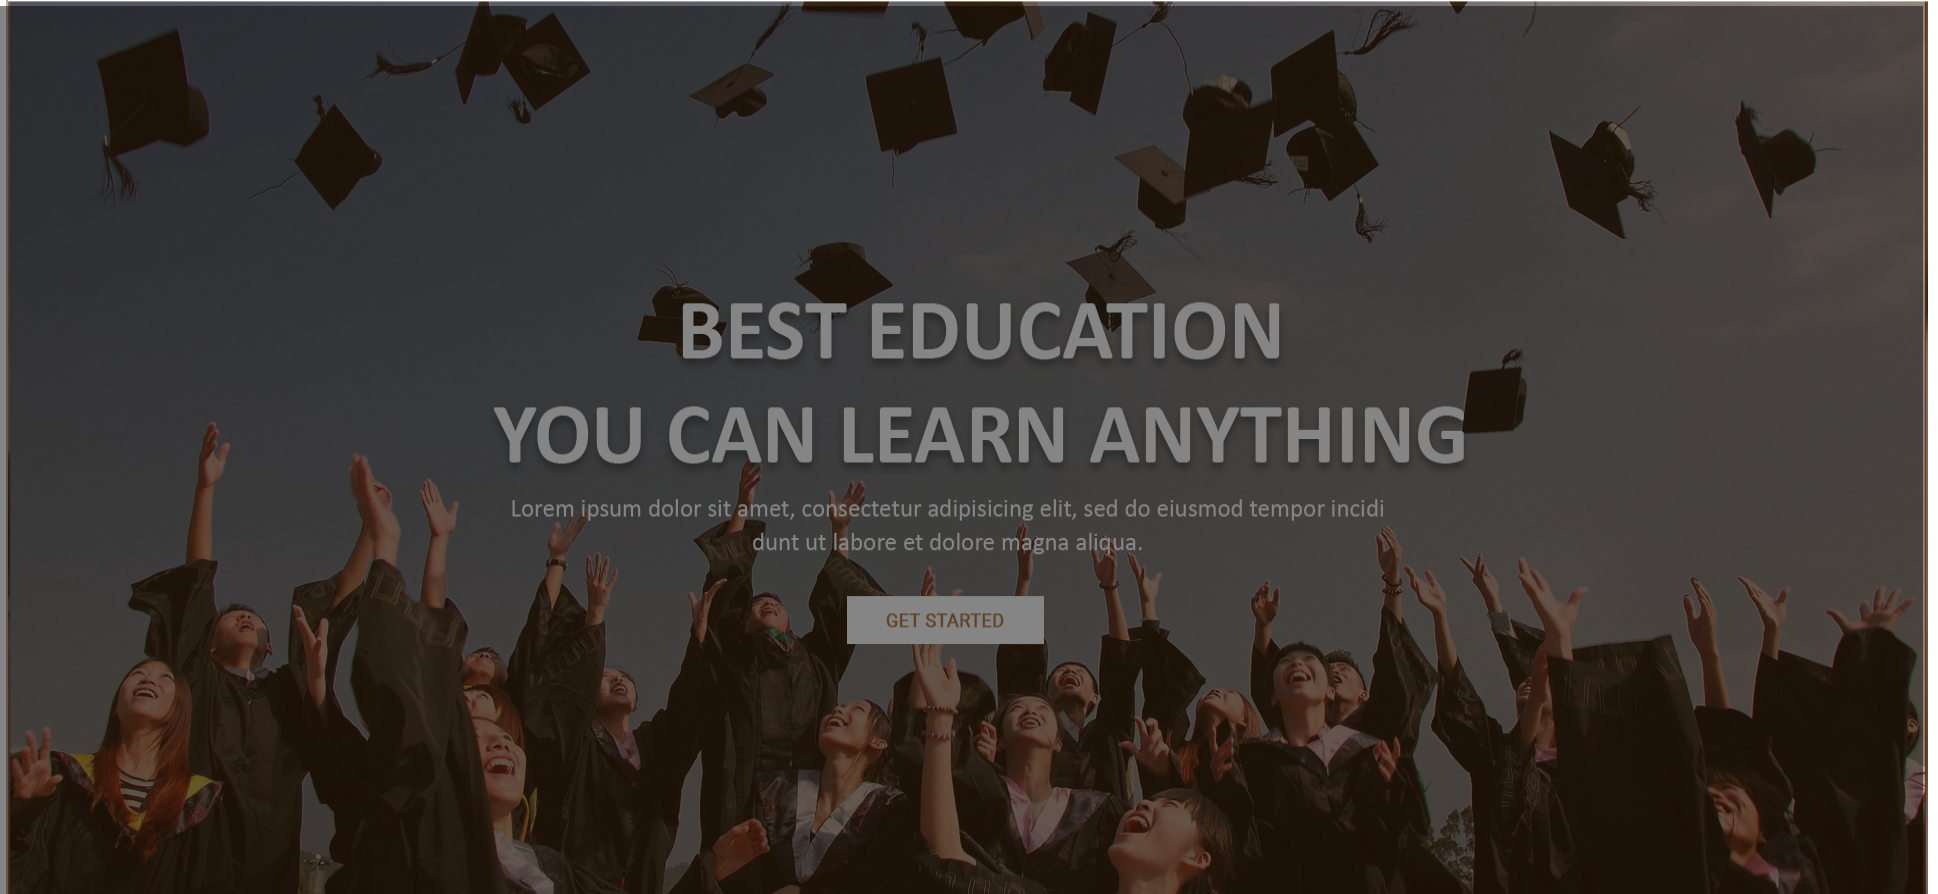 BEST EDUCATION
YOU CAN LEARN ANYTHING
Lorem ipsum dolor sit amet, consectetur adipisicing elit, sed do eiusmod tempor incidi
dunt ut labore et dolore magna aliqua.
GET STARTED